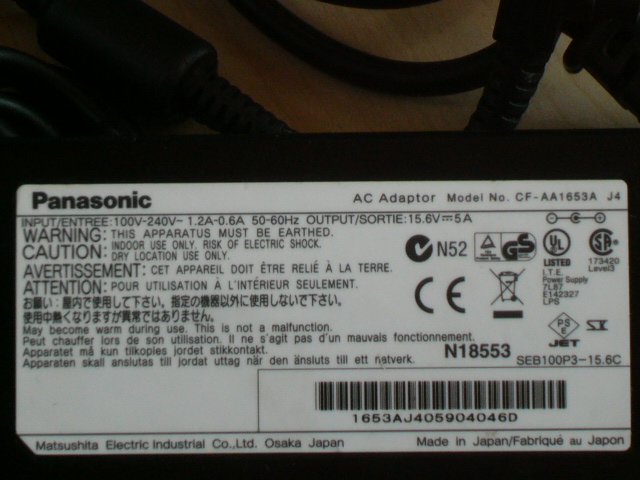 Panasonic
AC Adaptor Model No. CF-AA1653A J4
INPUT/ENTREE:100V-240V~ 1.2A-0.6A 50-60Hz OUTPUT/SORTIE:15.6V⎓5A
WARNING: THIS APPARATUS MUST BE EARTHED.
CAUTION: INDOOR USE ONLY. RISK OF ELECTRIC SHOCK.
DRY LOCATION USE ONLY.
AVERTISSEMENT: CET APPAREIL DOIT ÊTRE RELIÉ À LA TERRE.
ATTENTION: POUR UTILISATION À L'INTÉRIEUR SEULEMENT.
お願い:屋内で使用して下さい。指定の機器以外に使用しないで下さい。
使用中熱くなりますが異常ではありません。
May become warm during use. This is not a malfunction.
Peut chauffer lors de son utilisation. Il ne s'agit pas d'un mauvais fonctionnement.
Apparatet må kun tilkoples jordet stikkontakt.
Apparaten skall anslutas till jordat uttag när den ansluts till ett nätverk.
N52
GS
UL
LISTED
I.T.E.
Power Supply
7L87
E142327
LPS
SA
173420
Level3
CE
PS
E
JET
N18553
SEB100P3-15.6C
1653AJ405904046D
Matsushita Electric Industrial Co.,Ltd. Osaka Japan
Made in Japan/Fabriqué au Japon